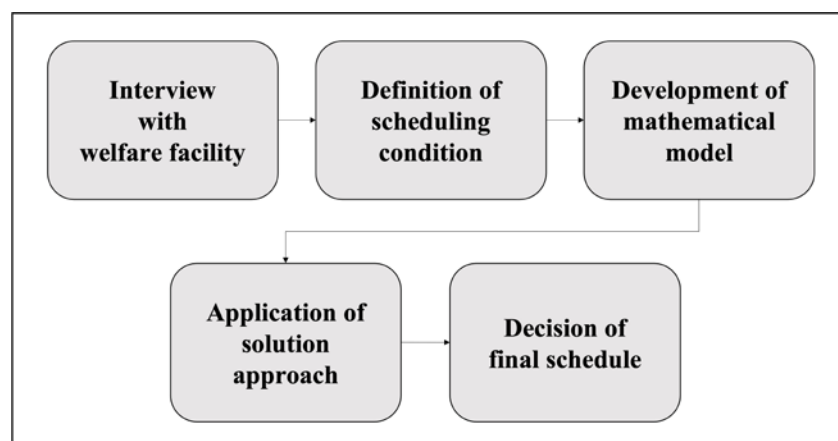 Interview
with
welfare facility
Definition of
scheduling
condition
Development of
mathematical
model
Application of
solution
approach
Decision of
final schedule